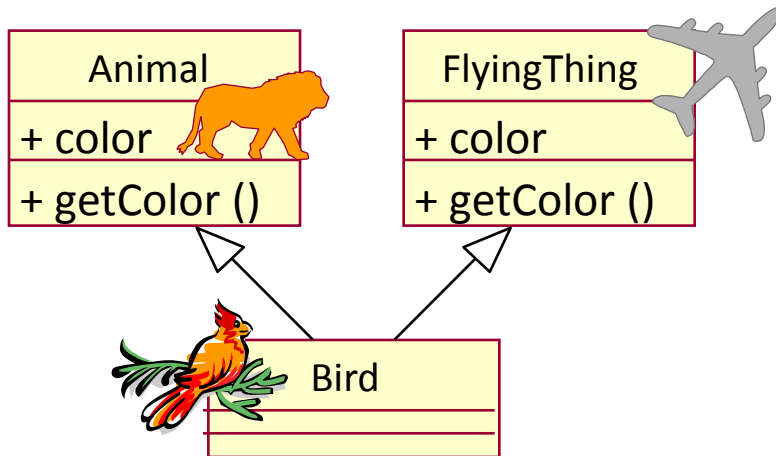 Animal
+ color
+ getColor ()
FlyingThing
+ color
+ getColor ()
Bird